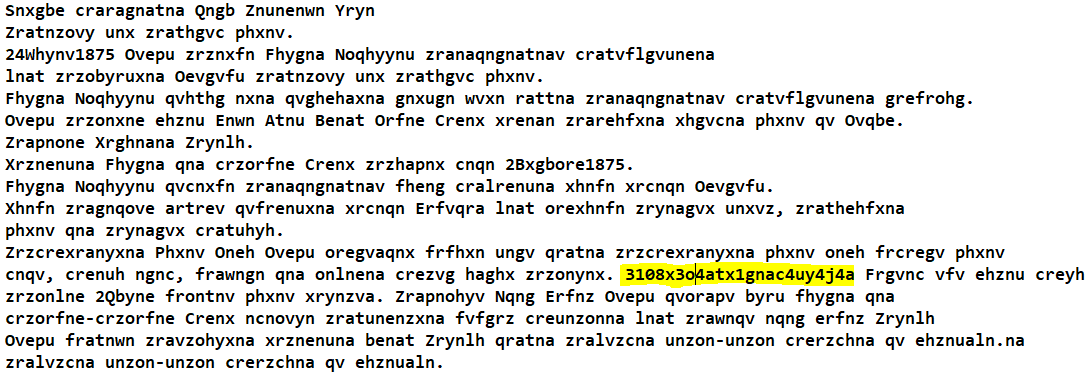 Snxgbe craragnatna Qngb Znunenwn Yryn
Zratnzovy unx zrathgvc phxnv.
24Whynv1875 Ovepu zrznxfn Fhygna Noqhyynu zranaqngnatnav cratvflgvunena
lnat zrzobyruxna Oevgvfu zratnzovy unx zrathgvc phxnv.
Fhygna Noqhyynu qvhthg nxna qvghehaxna gnxugn wvxn rattna zranaqngnatnav cratvflgvunena grefrohg.
Ovepu zrzonxne ehznu Enwn Atnu Benat Orfne Crenx xrenan zrarehfxna xhgvcna phxnv qv Ovqbe.
Zrapnone Xrghnana Zrynlh.
Xrznenuna Fhygna qna crzorfne Crenx zrzhapnx cnqn 2Bxgbore1875.
Fhygna Noqhyynu qvcnxfn zranaqngnatnav fheng cralrenuna xhnfn xrcnqn Oevgvfu.
Xhnfn zragnqove artrev qvfrenuxna xrcnqn Erfvqra lnat orexhnfn zrynagvx unxvz, zrathehfxna
phxnv qna zrynagvx cratuhyh.
Zrzcrexranyxna Phxnv Oneh Ovepu oregvaqnx frfhxn ungv qratna zrzcrexranyxna phxnv oneh frcregv phxnv
cnqv, crenuh ngnc, frawngn qna onlnena crezvg haghx zrzonynx. 3108x3o4atx1gnac4uy4j4a Frgvnc vfv ehznu creyh
zrzonlne 2Qbyne frontnv phxnv xrynzva. Zrapnohyv Nqng Erfnz Ovepu qvorapv byru fhygna qna
crzorfne-crzorfne Crenx ncnovyn zratunenzxna fvfgrz creunzonna lnat zrawnqv nqng erfnz Zrynlh
Ovepu fratnwn zravzohyxna xrznenuna benat Zrynlh qratna zralvzcna unzon-unzon crerzchna qv ehznualn.na
zralvzcna unzon-unzon crerzchna qv ehznualn.